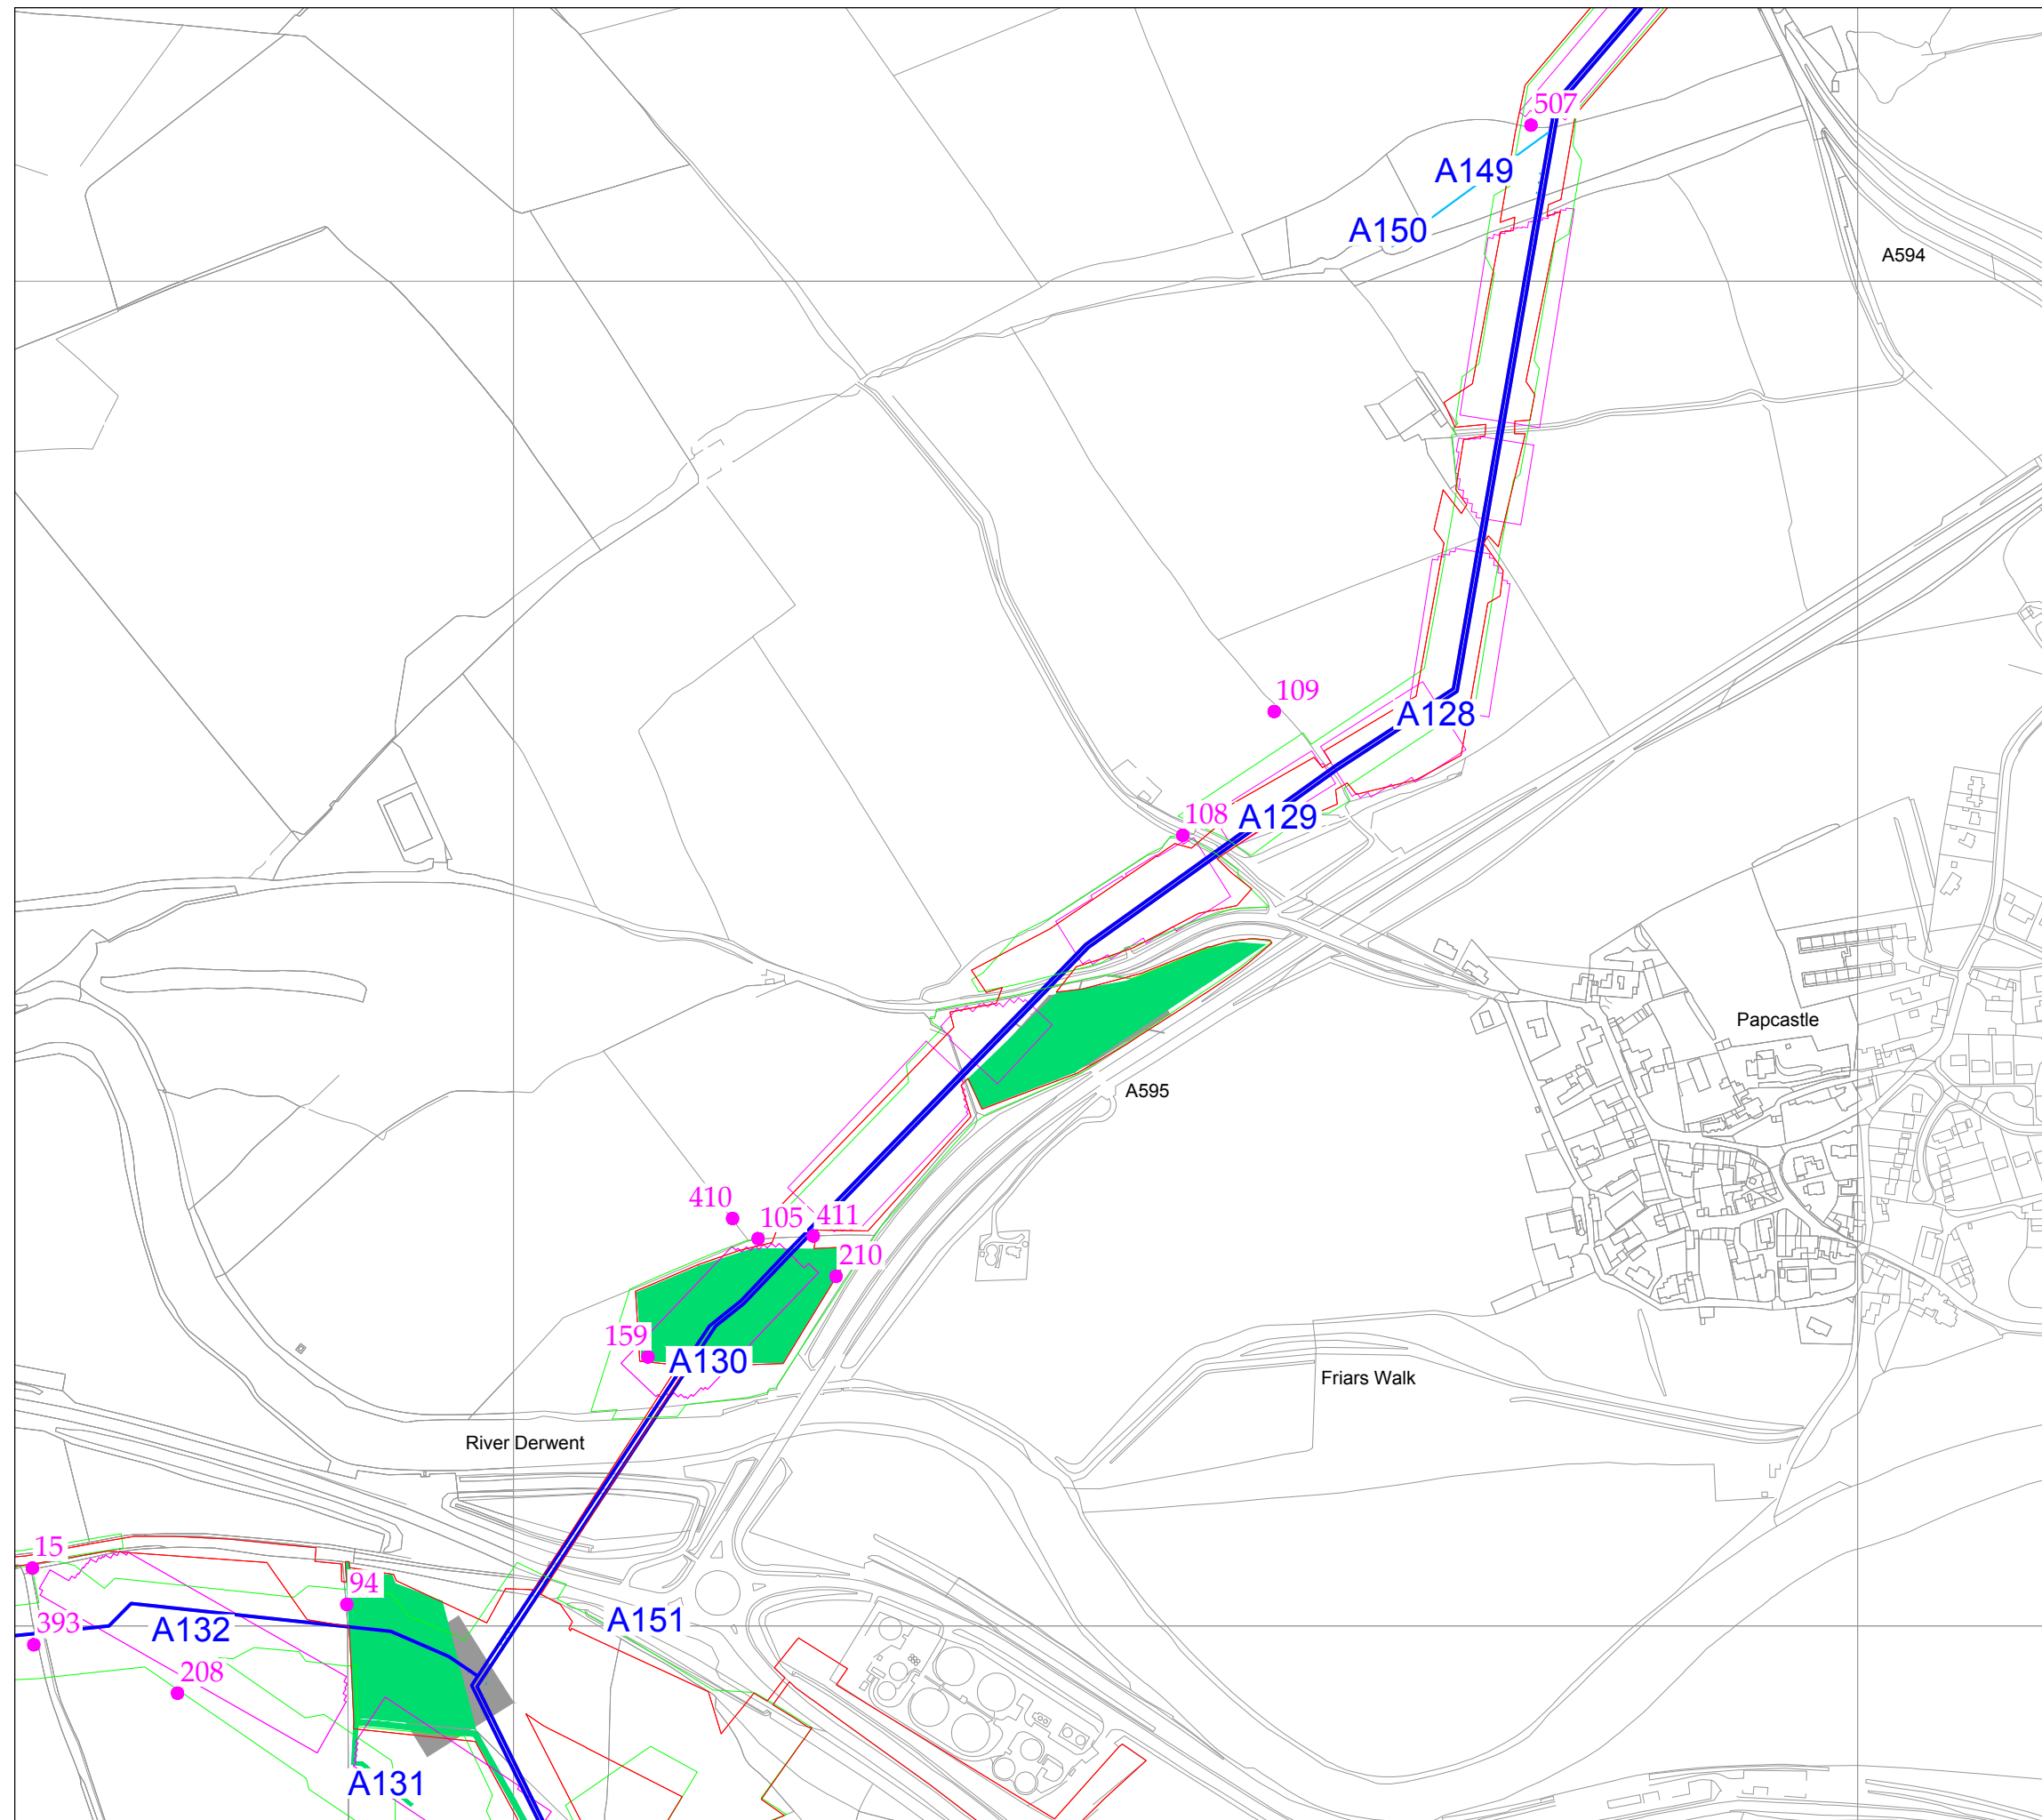 507
A149
A150
A594
109
A128
108
A129
Papcastle
A595
410
105
411
210
159
A130
Friars Walk
River Derwent
15
94
393
A132
A151
208
A131